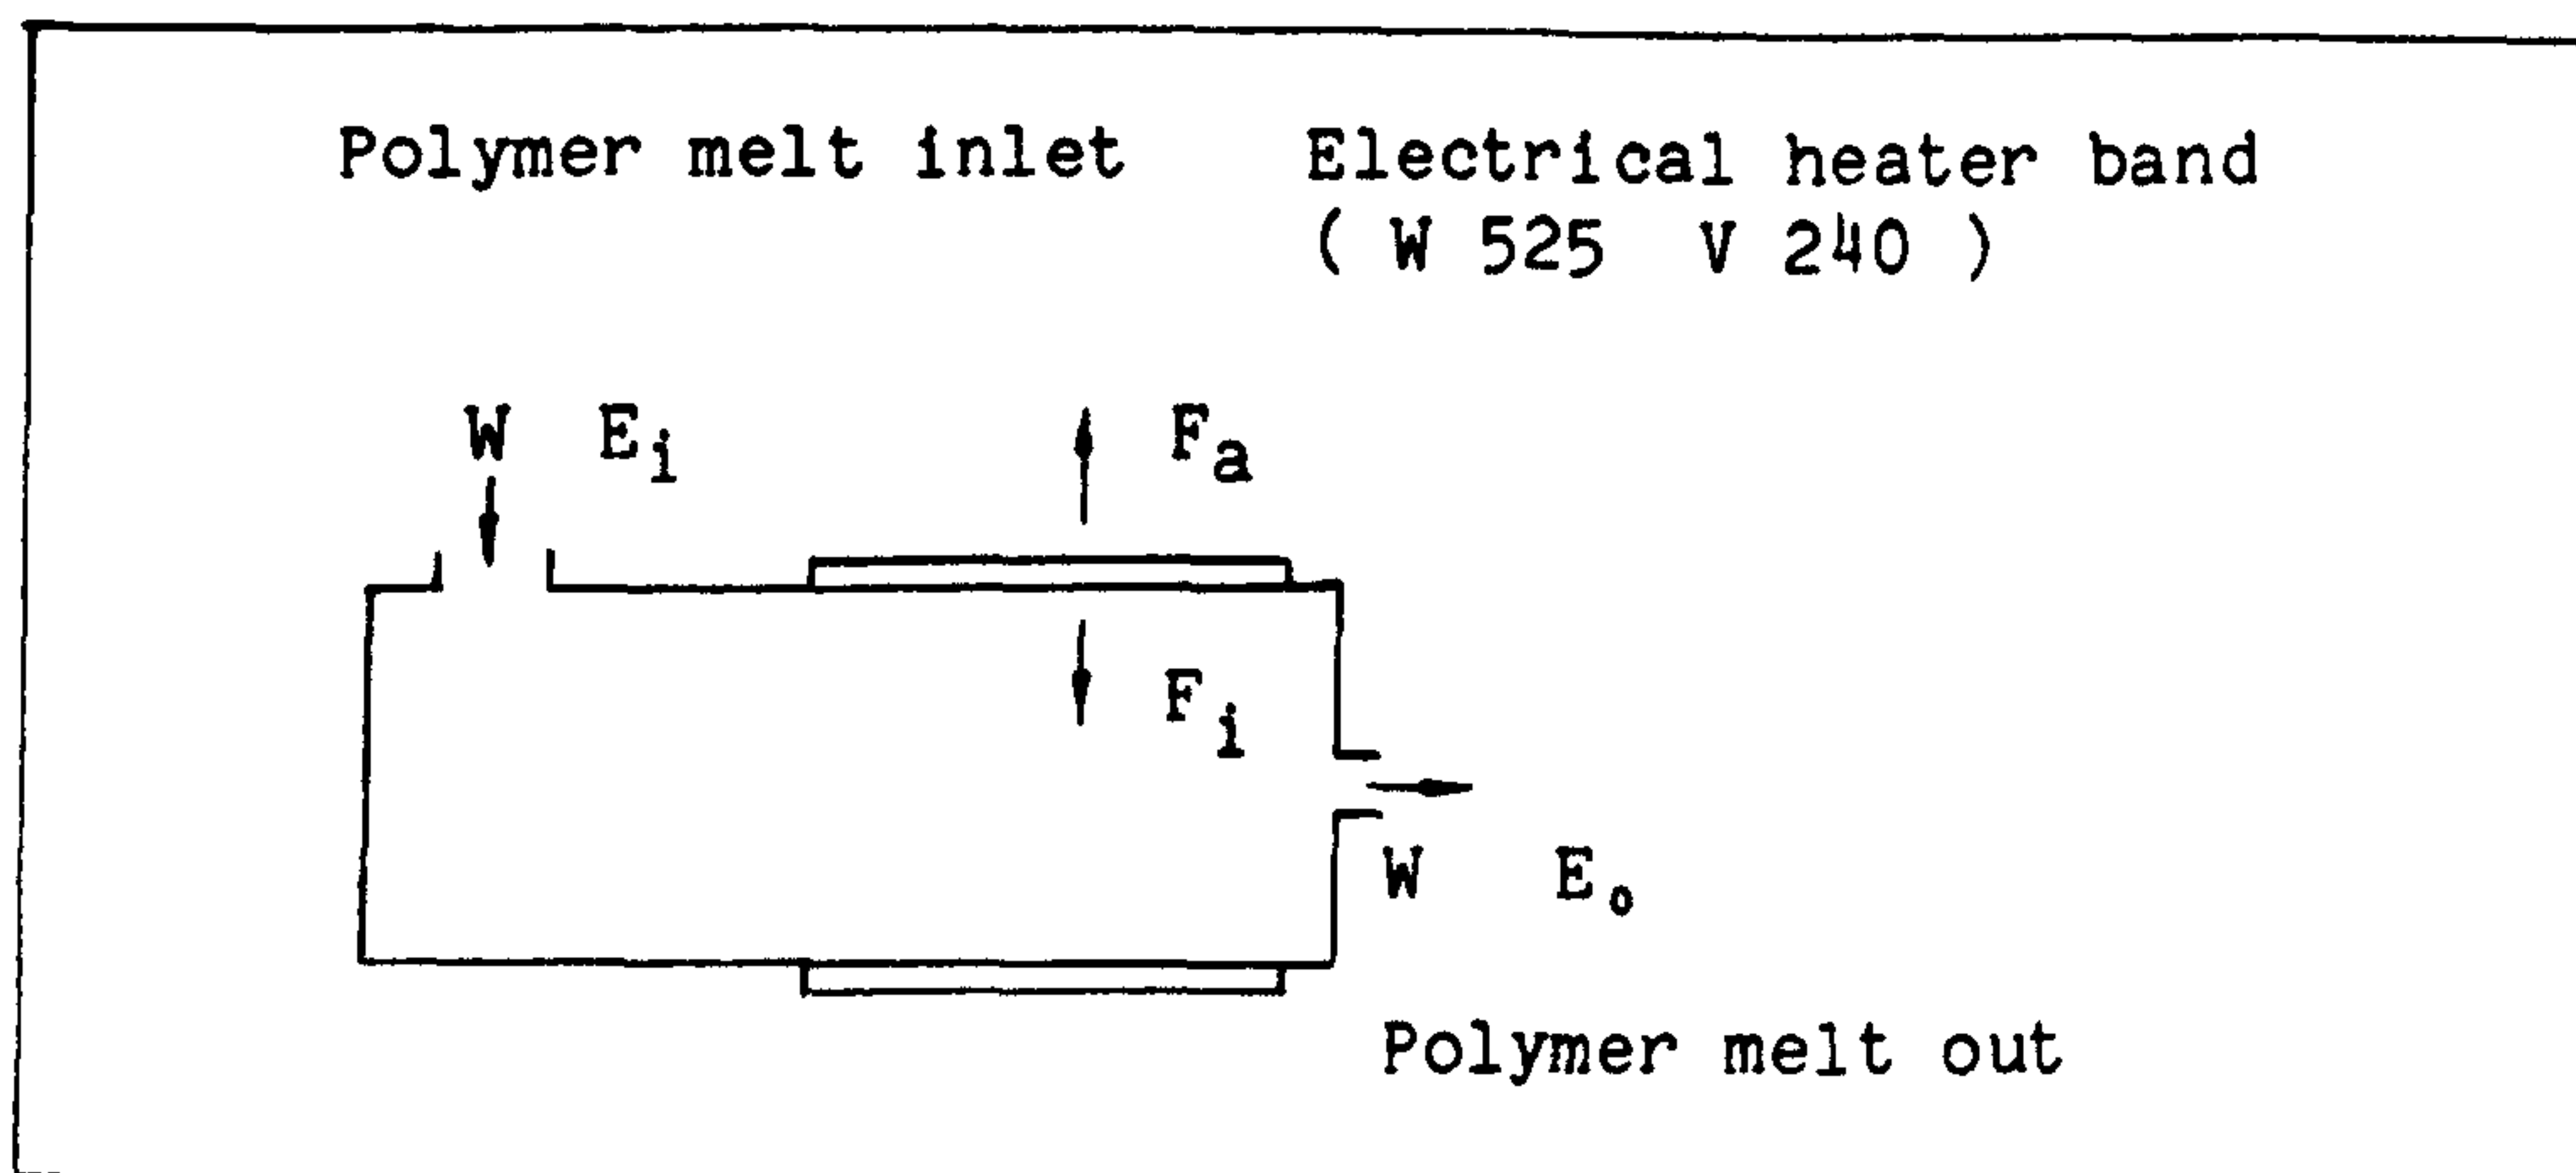 Polymer melt inlet
Electrical heater band
( W 525 V 240 )
W E_i
F_a
F_i
W E_o
Polymer melt out